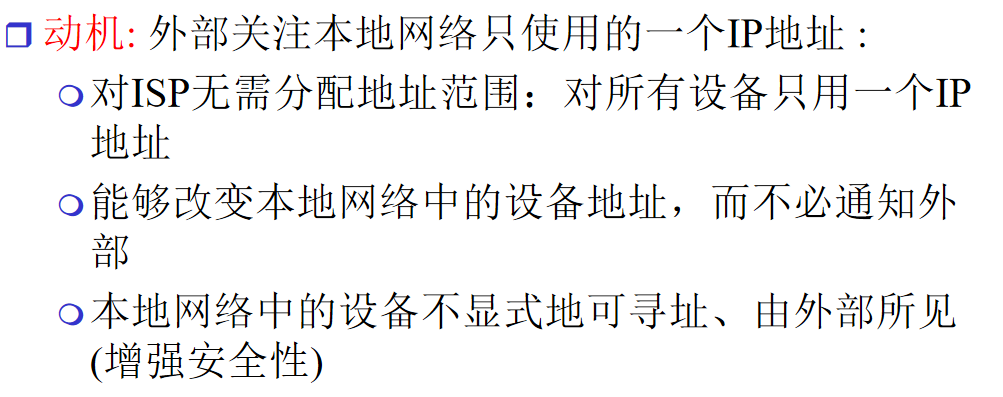 动机: 外部关注本地网络只使用的一个IP地址 :
对ISP无需分配地址范围：对所有设备只用一个IP
地址
能够改变本地网络中的设备地址，而不必通知外
部
本地网络中的设备不显式地可寻址、由外部所见
(增强安全性)